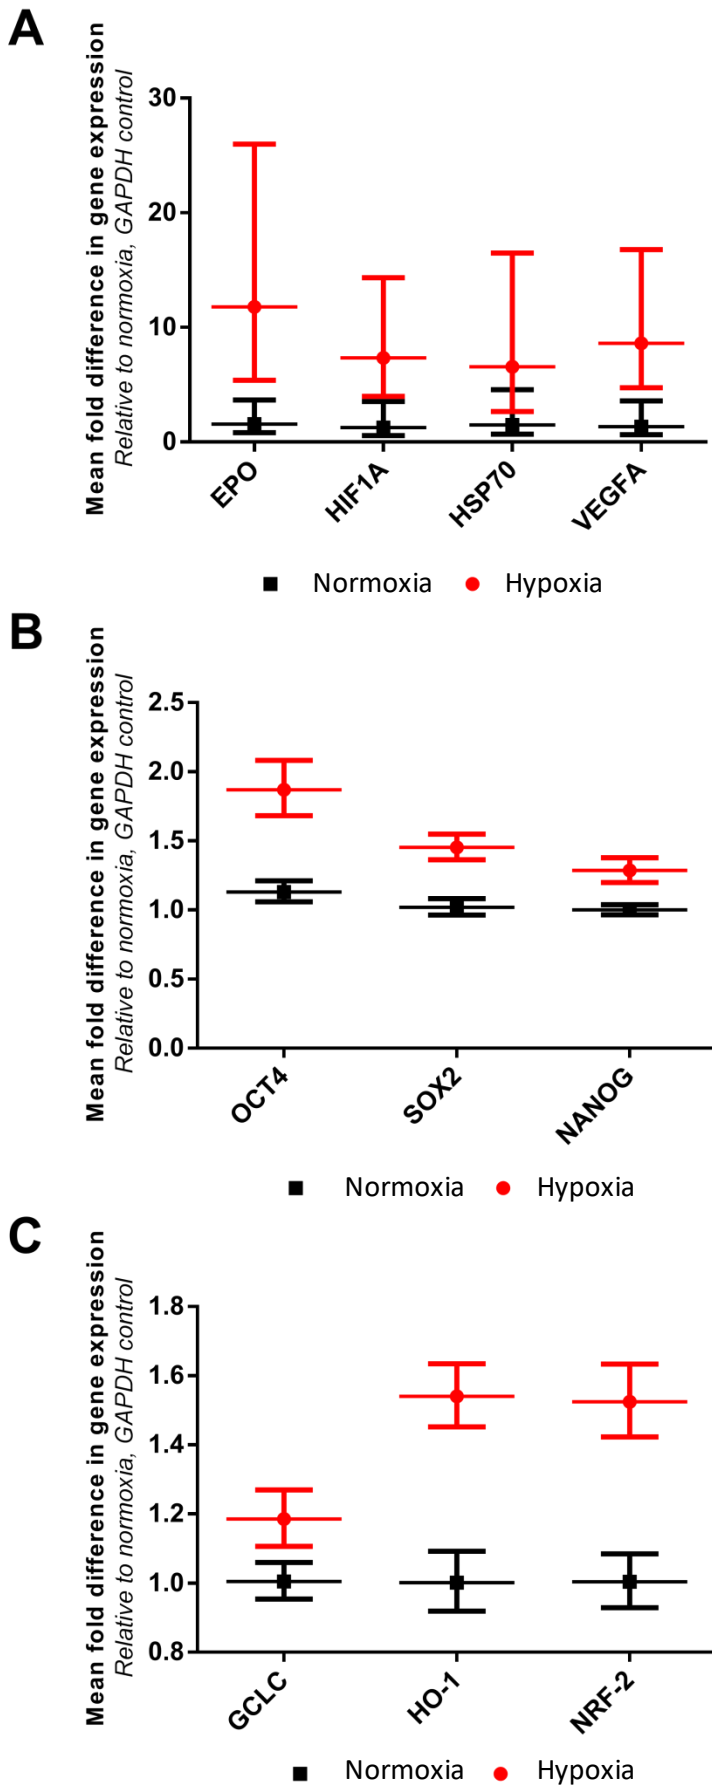 A
Mean fold difference in gene expression
Relative to normoxia, GAPDH control
30
20
10
0
EPO
HIF1A
HSP70
VEGFA
Normoxia Hypoxia
B
Mean fold difference in gene expression
Relative to normoxia, GAPDH control
2.5
2.0
1.5
1.0
0.5
0.0
OCT4
SOX2
NANOG
Normoxia Hypoxia
C
Mean fold difference in gene expression
Relative to normoxia, GAPDH control
1.8
1.6
1.4
1.2
1.0
0.8
GCLC
HO-1
NRF-2
Normoxia Hypoxia